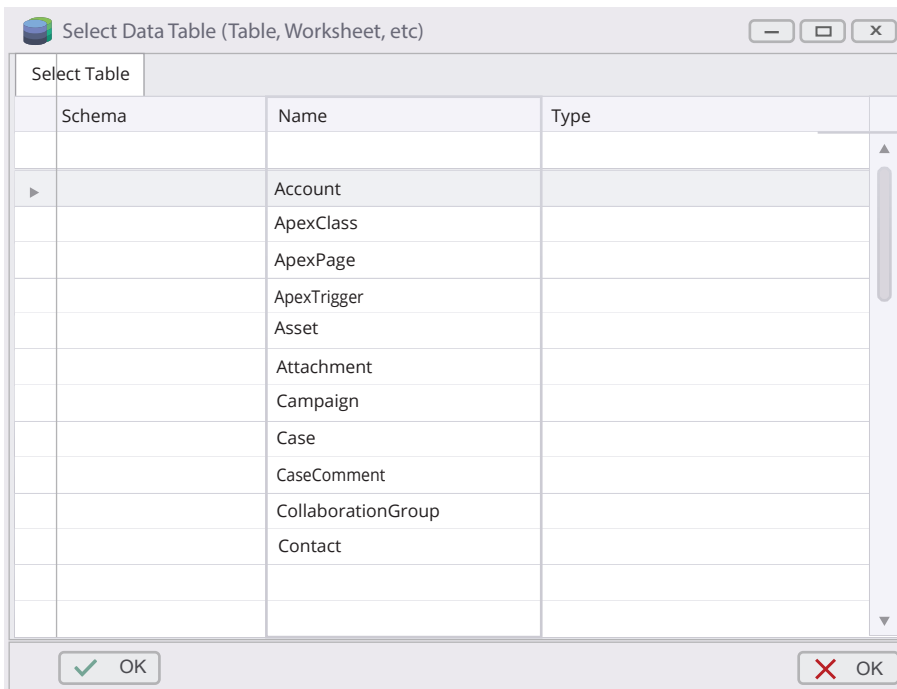 Select Data Table (Table, Worksheet, etc)
Select Table
Schema Name Type
Account
ApexClass
ApexPage
ApexTrigger
Asset
Attachment
Campaign
Case
CaseComment
CollaborationGroup
Contact
OK OK